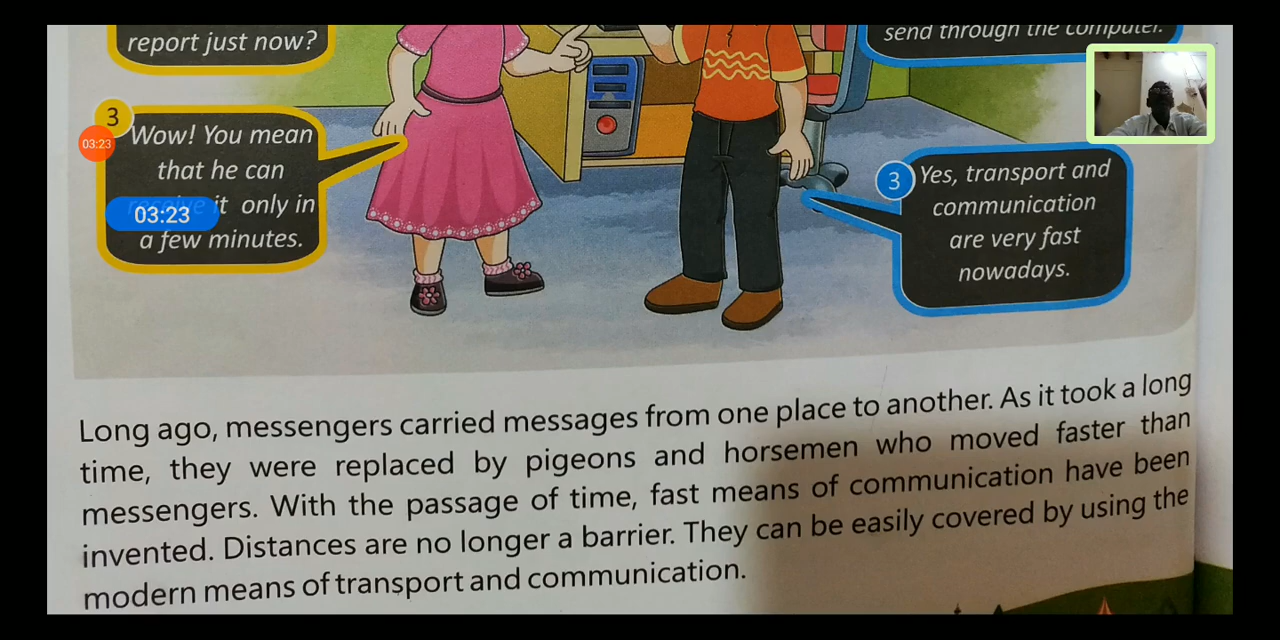 report just now?
send through the computer.
3
Wow! You mean
that he can
it only in
a few minutes.
03:23
03:23
3
Yes, transport and
communication
are very fast
nowadays.
Long ago, messengers carried messages from one place to another. As it took a long
time, they were replaced by pigeons and horsemen who moved faster than
messengers. With the passage of time, fast means of communication have been
invented. Distances are no longer a barrier. They can be easily covered by using the
modern means of transport and communication.